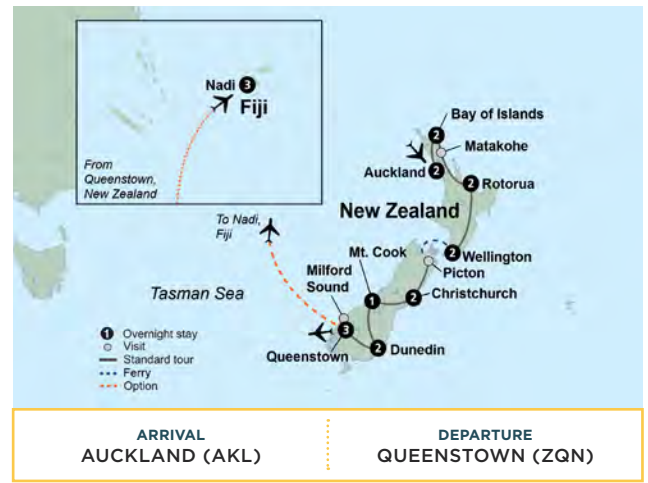 Nadi 3
Fiji
From
Queenstown,
New Zealand
Bay of Islands
2
Matakohe
Auckland 2
2 Rotorua
New Zealand
To Nadi,
Fiji
Mt. Cook
2 Wellington
Picton
Milford
Sound
Tasman Sea
1
2 Christchurch
3
Queenstown
2 Dunedin
1 Overnight stay
Visit
Standard tour
Ferry
Option
ARRIVAL
AUCKLAND (AKL)
DEPARTURE
QUEENSTOWN (ZQN)